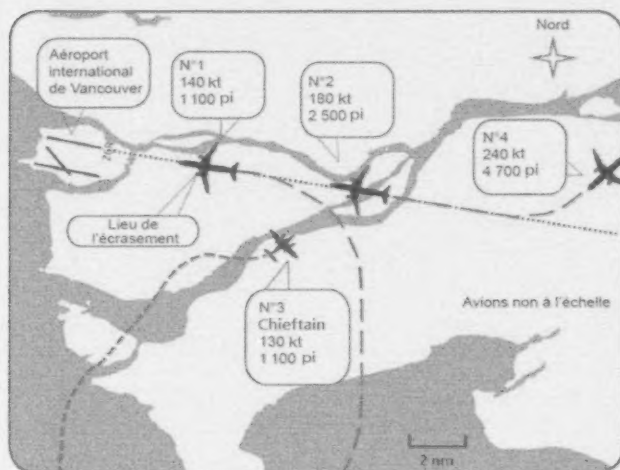 Nord
Aéroport
international
de Vancouver
N°1
140 kt
1 100 pi
N°2
180 kt
2 500 pi
N°4
240 kt
4 700 pi
Lieu de
l'écrasement
N°3
Chieftain
130 kt
1 100 pi
Avions non à l'échelle
2 nm